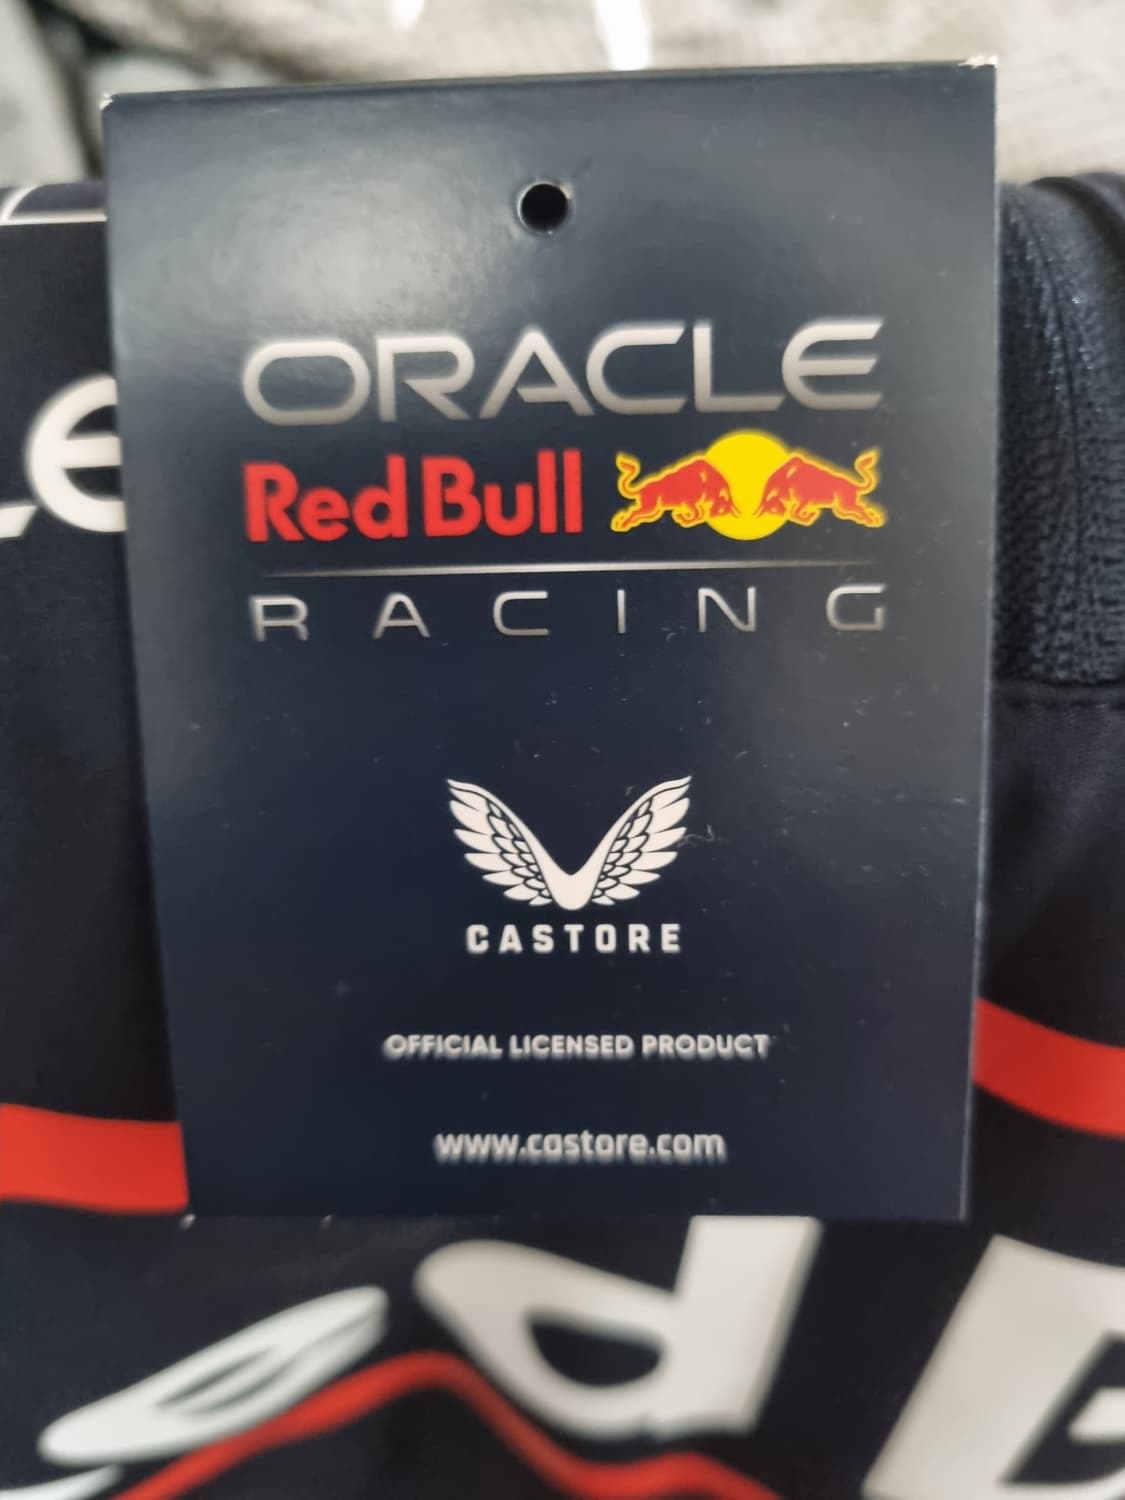 ORACLE
Red Bull
RACING
CASTORE
OFFICIAL LICENSED PRODUCT
www.castore.com